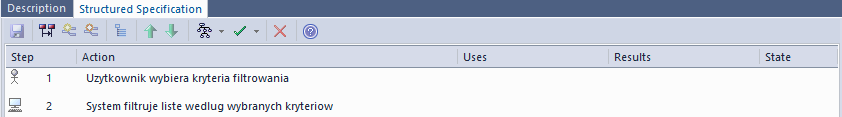 Description Structured Specification
Step Action Uses Results State
1 Uzytkownik wybiera kryteria filtrowania
2 System filtruje liste wedlug wybranych kryteriow